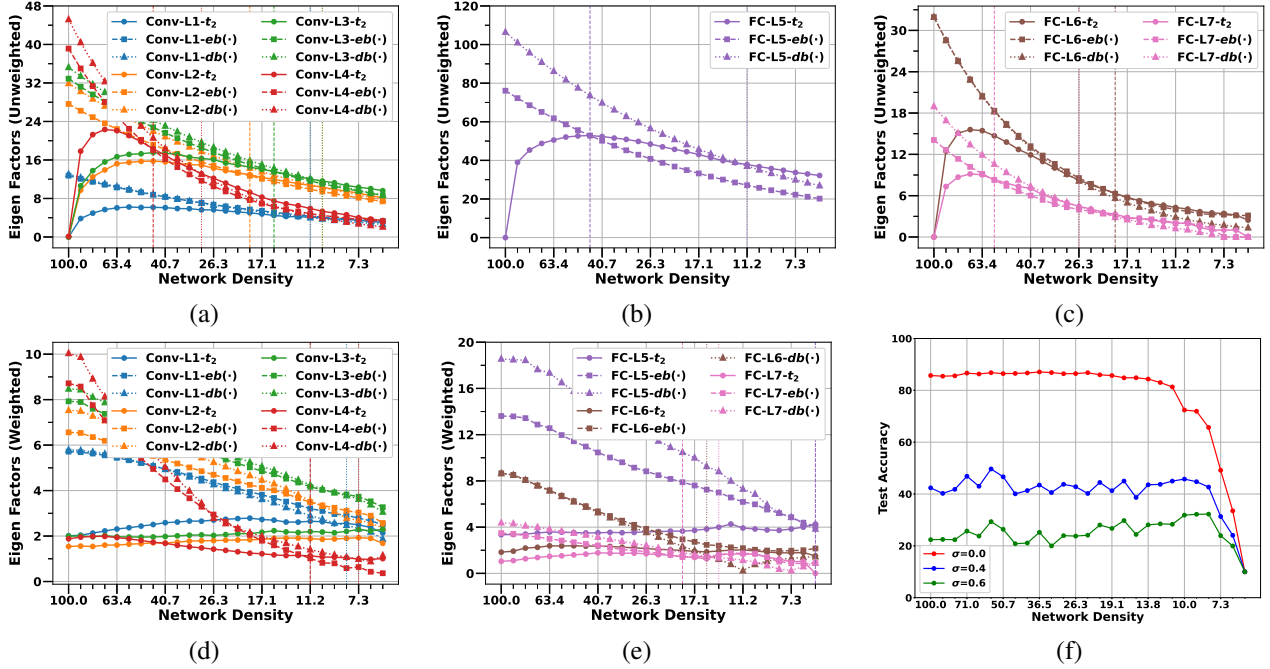 Eigen Factors (Unweighted)
48
40
32
24
16
8
0
Conv-L1-t₂
Conv-L1-eb(·)
Conv-L1-db(·)
Conv-L2-t₂
Conv-L2-eb(·)
Conv-L2-db(·)
Conv-L3-t₂
Conv-L3-eb(·)
Conv-L3-db(·)
Conv-L4-t₂
Conv-L4-eb(·)
Conv-L4-db(·)
100.0 63.4 40.7 26.3 17.1 11.2 7.3
Network Density
(a)
Eigen Factors (Unweighted)
120
100
80
60
40
20
0
FC-L5-t₂
FC-L5-eb(·)
FC-L5-db(·)
100.0 63.4 40.7 26.3 17.1 11.2 7.3
Network Density
(b)
Eigen Factors (Unweighted)
33
30
24
18
12
6
0
FC-L6-t₂
FC-L6-eb(·)
FC-L6-db(·)
FC-L7-t₂
FC-L7-eb(·)
FC-L7-db(·)
100.0 63.4 40.7 26.3 17.1 11.2 7.3
Network Density
(c)
Eigen Factors (Weighted)
10
8
6
4
2
0
Conv-L1-t₂
Conv-L1-eb(·)
Conv-L1-db(·)
Conv-L2-t₂
Conv-L2-eb(·)
Conv-L2-db(·)
Conv-L3-t₂
Conv-L3-eb(·)
Conv-L3-db(·)
Conv-L4-t₂
Conv-L4-eb(·)
Conv-L4-db(·)
100.0 63.4 40.7 26.3 17.1 11.2 7.3
Network Density
(d)
Eigen Factors (Weighted)
20
16
12
8
4
0
FC-L5-t₂
FC-L5-eb(·)
FC-L5-db(·)
FC-L6-t₂
FC-L6-eb(·)
FC-L6-db(·)
FC-L7-t₂
FC-L7-eb(·)
FC-L7-db(·)
100.0 63.4 40.7 26.3 17.1 11.2 7.3
Network Density
(e)
Test Accuracy
100
80
60
40
20
0
σ=0.0
σ=0.4
σ=0.6
100.0 71.0 50.7 36.5 26.3 19.1 13.8 10.0 7.3
Network Density
(f)